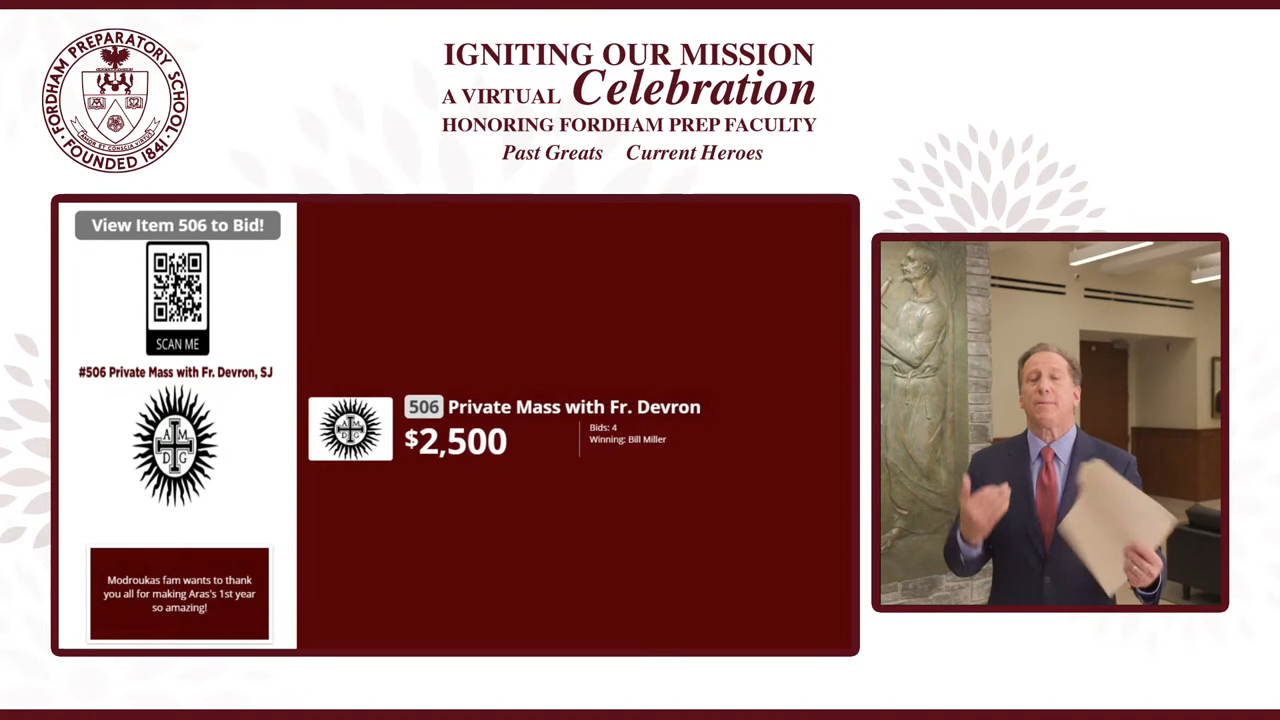 FORDHAM PREPARATORY SCHOOL
· FOUNDED 1841 ·
IGNITING OUR MISSION
A VIRTUAL Celebration
HONORING FORDHAM PREP FACULTY
Past Greats Current Heroes
View Item 506 to Bid!
SCAN ME
#506 Private Mass with Fr. Devron, SJ
A M
D G
Modroukas fam wants to thank
you all for making Aras's 1st year
so amazing!
506 Private Mass with Fr. Devron
$2,500
Bids: 4
Winning: Bill Miller
A M
D G